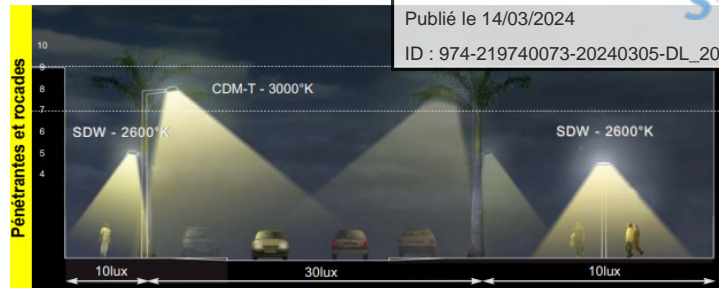 Publié le 14/03/2024
ID : 974-219740073-20240305-DL_20
Pénétrantes et rocades
10
9
8
7
6
5
4
CDM-T - 3000°K
SDW - 2600°K
SDW - 2600°K
10lux
30lux
10lux